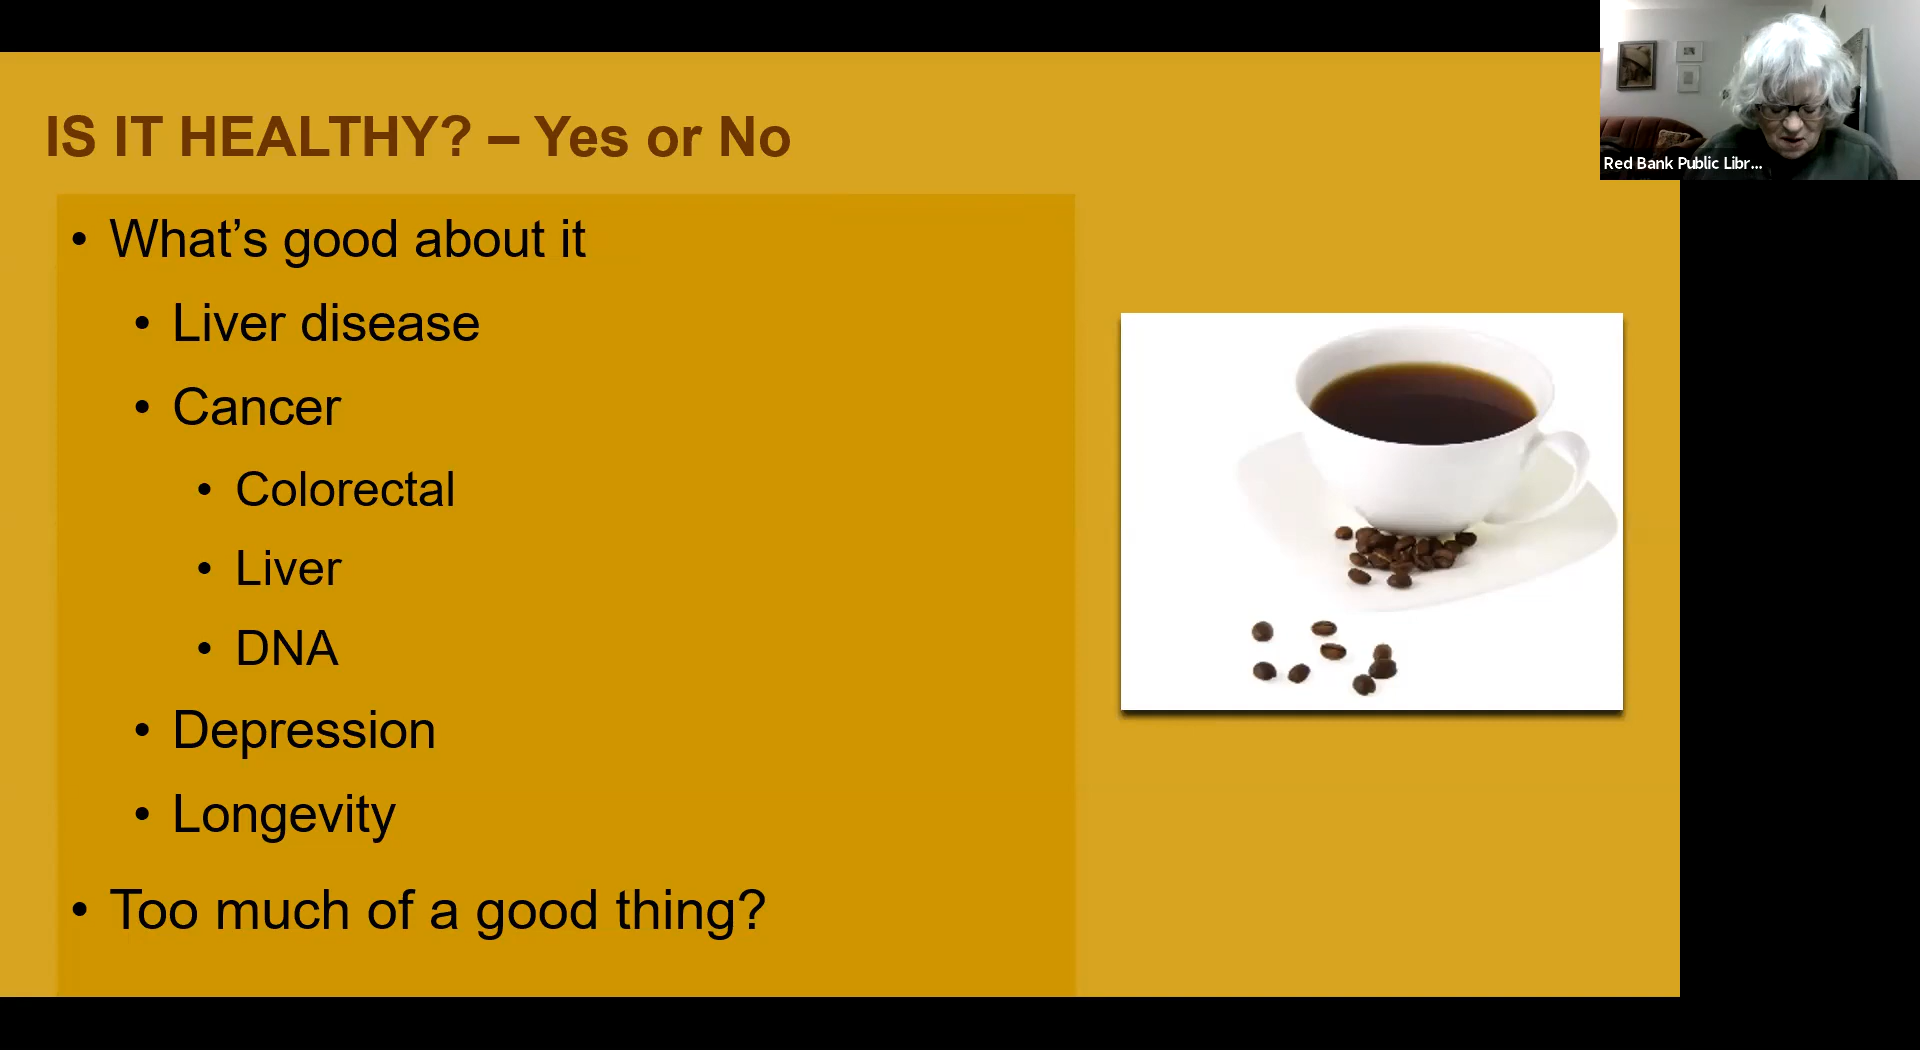 IS IT HEALTHY? – Yes or No
• What’s good about it
• Liver disease
• Cancer
• Colorectal
• Liver
• DNA
• Depression
• Longevity
• Too much of a good thing?
Red Bank Public Libr...